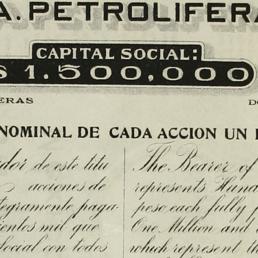 A. PETROLIFERA
CAPITAL SOCIAL:
$ 1.500,000
ERAS
NOMINAL DE CADA ACCION UN
dor de este títu
acciones de
tegramente paga-
ientos mil que
Social con todos
The Bearer of
represents Hund
peso each fully p
One Million and
which represent th